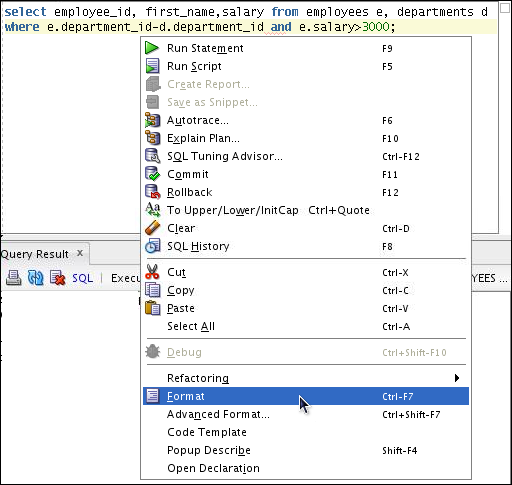 select employee_id, first_name,salary from employees e, departments d
where e.department_id-d.department_id and e.salary>3000;
Run Statement F9
Run Script F5
Create Report...
Save as Snippet...
Autotrace... F6
Explain Plan... F10
SQL Tuning Advisor... Ctrl-F12
Commit F11
Rollback F12
To Upper/Lower/InitCap Ctrl+Quote
Clear Ctrl-D
SQL History F8
Query Result x
Cut Ctrl-X
SQL Execu
YEES ...
Copy Ctrl-C
Paste Ctrl-V
Select All Ctrl-A
Debug Ctrl+Shift-F10
Refactoring
Format Ctrl-F7
Advanced Format... Ctrl+Shift-F7
Code Template
Popup Describe Shift-F4
Open Declaration